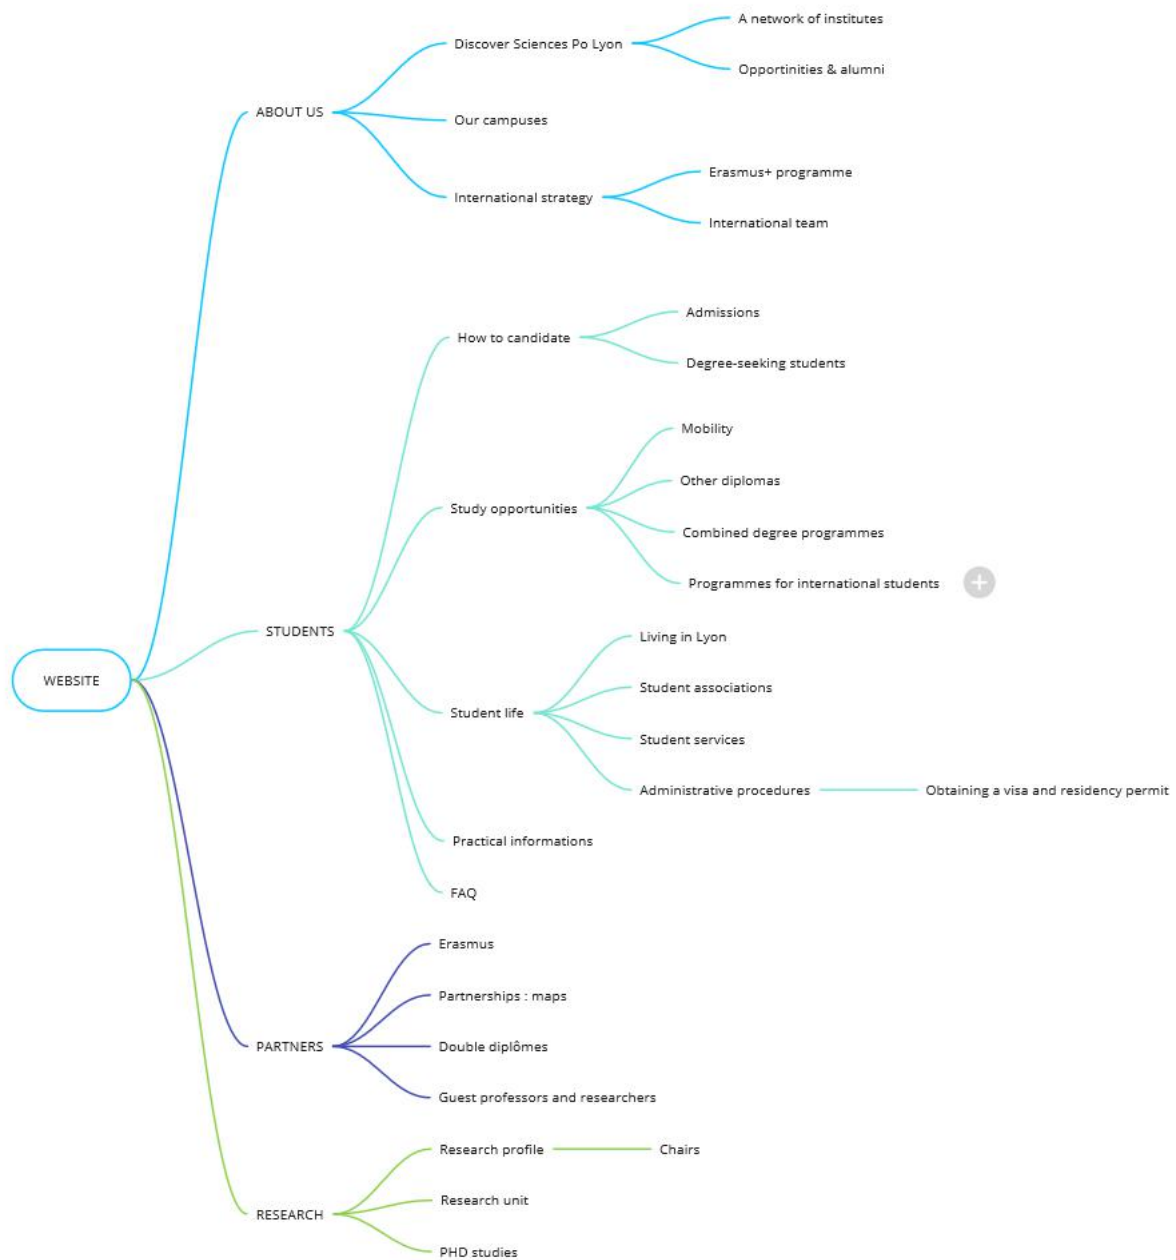 WEBSITE
ABOUT US
Discover Sciences Po Lyon
A network of institutes
Opportinities & alumni
Our campuses
International strategy
Erasmus+ programme
International team
STUDENTS
How to candidate
Admissions
Degree-seeking students
Study opportunities
Mobility
Other diplomas
Combined degree programmes
Programmes for international students
Student life
Living in Lyon
Student associations
Student services
Administrative procedures
Obtaining a visa and residency permit
Practical informations
FAQ
PARTNERS
Erasmus
Partnerships : maps
Double diplômes
Guest professors and researchers
RESEARCH
Research profile
Chairs
Research unit
PHD studies